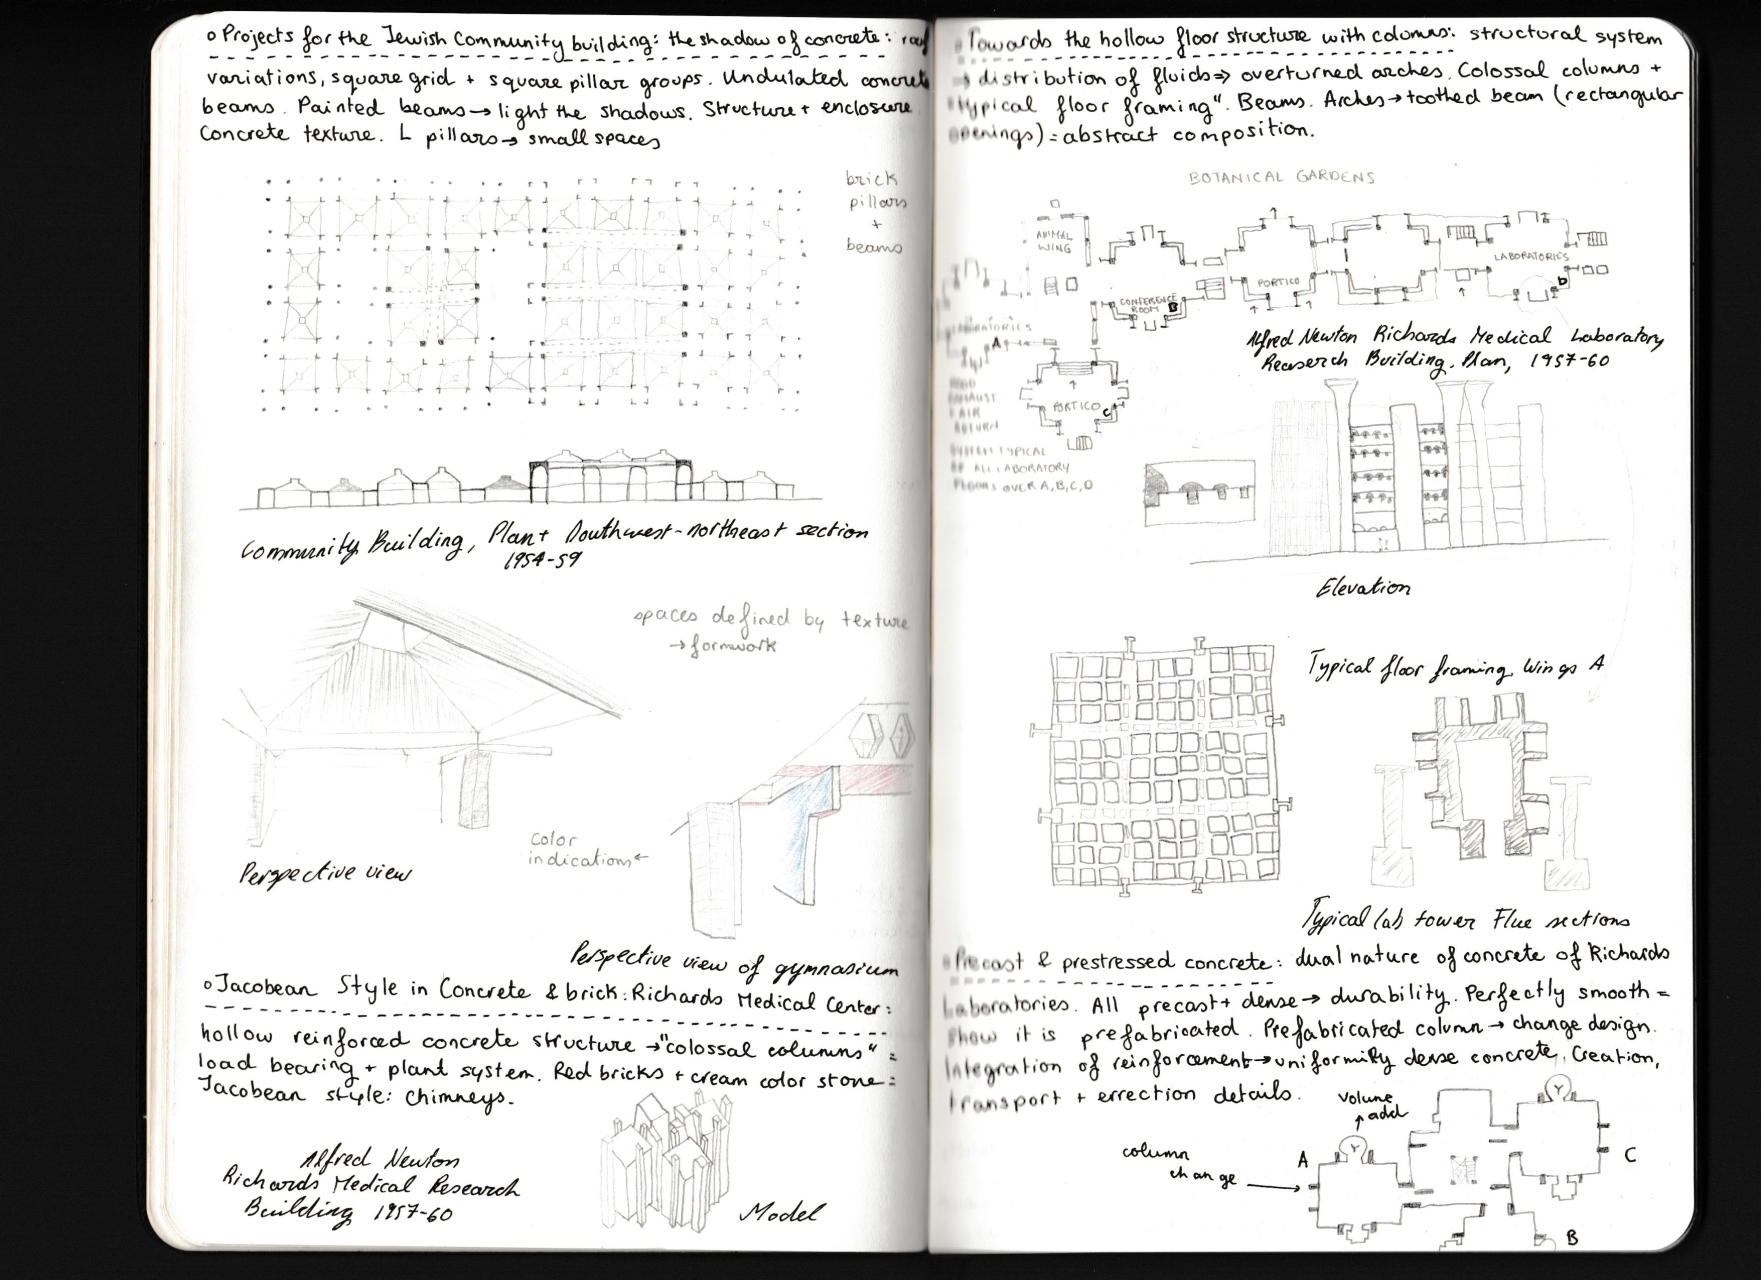 o Projects for the Jewish Community building: the shadow of concrete: roof
variations, square grid + square pillar groups. Undulated concrete
beams. Painted beams → light the shadows. Structure + enclosure
Concrete texture. L pillars → small spaces
brick
pillars
+
beams
Community Building, Plan + Southwest-northeast section
1954-59
spaces defined by texture
→ formwork
color
indications ←
Perspective view
Perspective view of gymnasium
o Jacobean Style in Concrete & brick: Richards Medical Center:
hollow reinforced concrete structure → "colossal columns" =
load bearing + plant system. Red bricks + cream color stone =
Jacobean style: chimneys.
Alfred Newton
Richards Medical Research
Building 1957-60
Model
o Towards the hollow floor structure with columns: structural system
→ distribution of fluids ⇒ overturned arches. Colossal columns +
"typical floor framing". Beams. Arches → toothed beam (rectangular
openings) = abstract composition.
BOTANICAL GARDENS
ANIMAL
WING
CONFERENCE
ROOM B
PORTICO
LABORATORIES
D
LABORATORIES
A
PORTICO
C
EXHAUST
AIR
RETURN
SYSTEM TYPICAL
OF ALL LABORATORY
FLOORS OVER A, B, C, D
Alfred Newton Richards Medical Laboratory
Reaserch Building. Plan, 1957-60
Elevation
Typical floor framing, Wings A
Typical lab tower Flue sections
o Precast & prestressed concrete: dual nature of concrete of Richards
Laboratories. All precast + dense → durability. Perfectly smooth =
show it is prefabricated. Prefabricated column → change design.
Integration of reinforcement → uniformity dense concrete. Creation,
transport + errection details.
volume
↑ add
column
change →
A
C
B